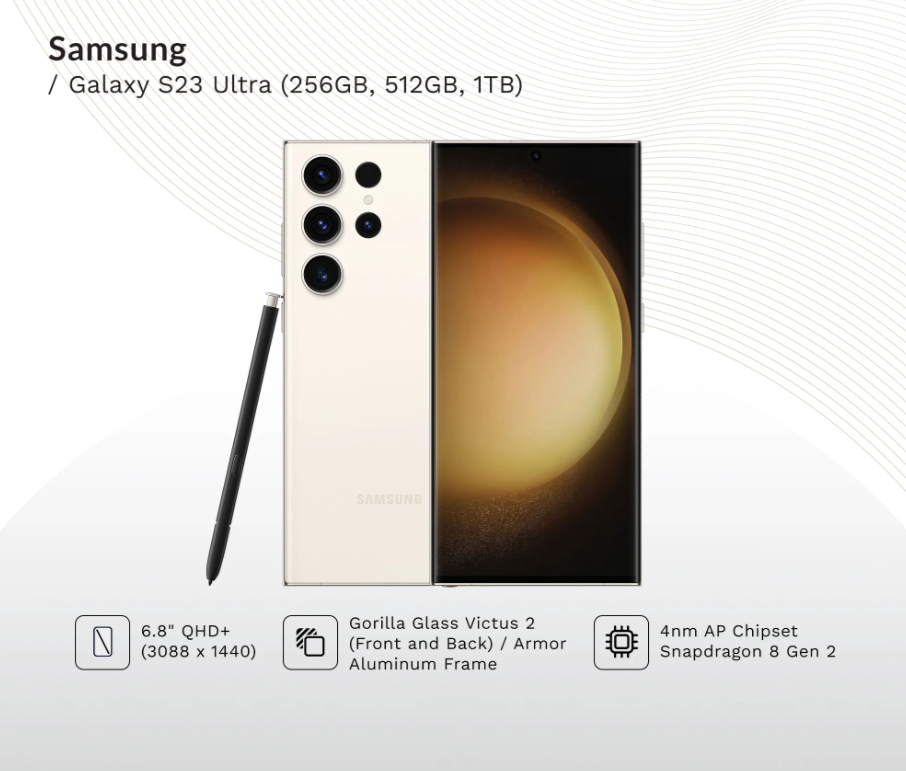 Samsung
/ Galaxy S23 Ultra (256GB, 512GB, 1TB)
SAMSUNG
6.8" QHD+
(3088 x 1440)
Gorilla Glass Victus 2
(Front and Back) / Armor
Aluminum Frame
4nm AP Chipset
Snapdragon 8 Gen 2